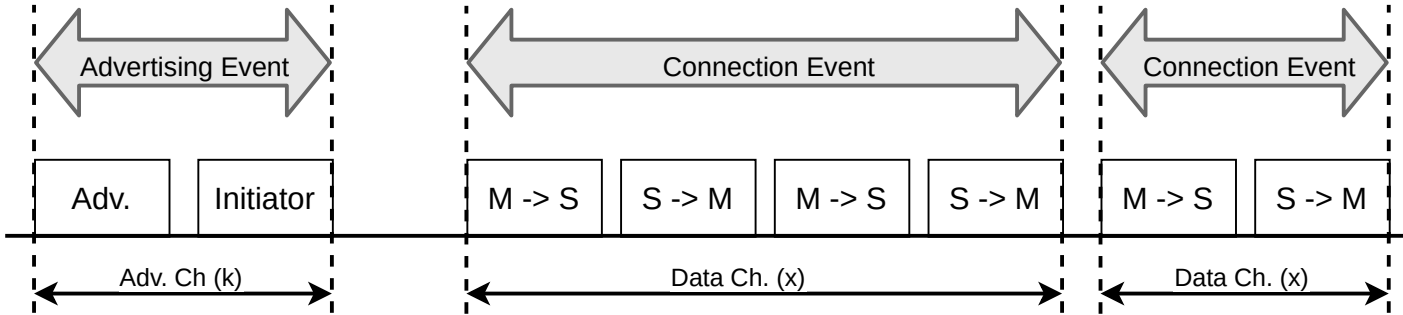 Advertising Event
Connection Event
Connection Event
Adv.
Initiator
M -> S
S -> M
M -> S
S -> M
M -> S
S -> M
Adv. Ch (k)
Data Ch. (x)
Data Ch. (x)